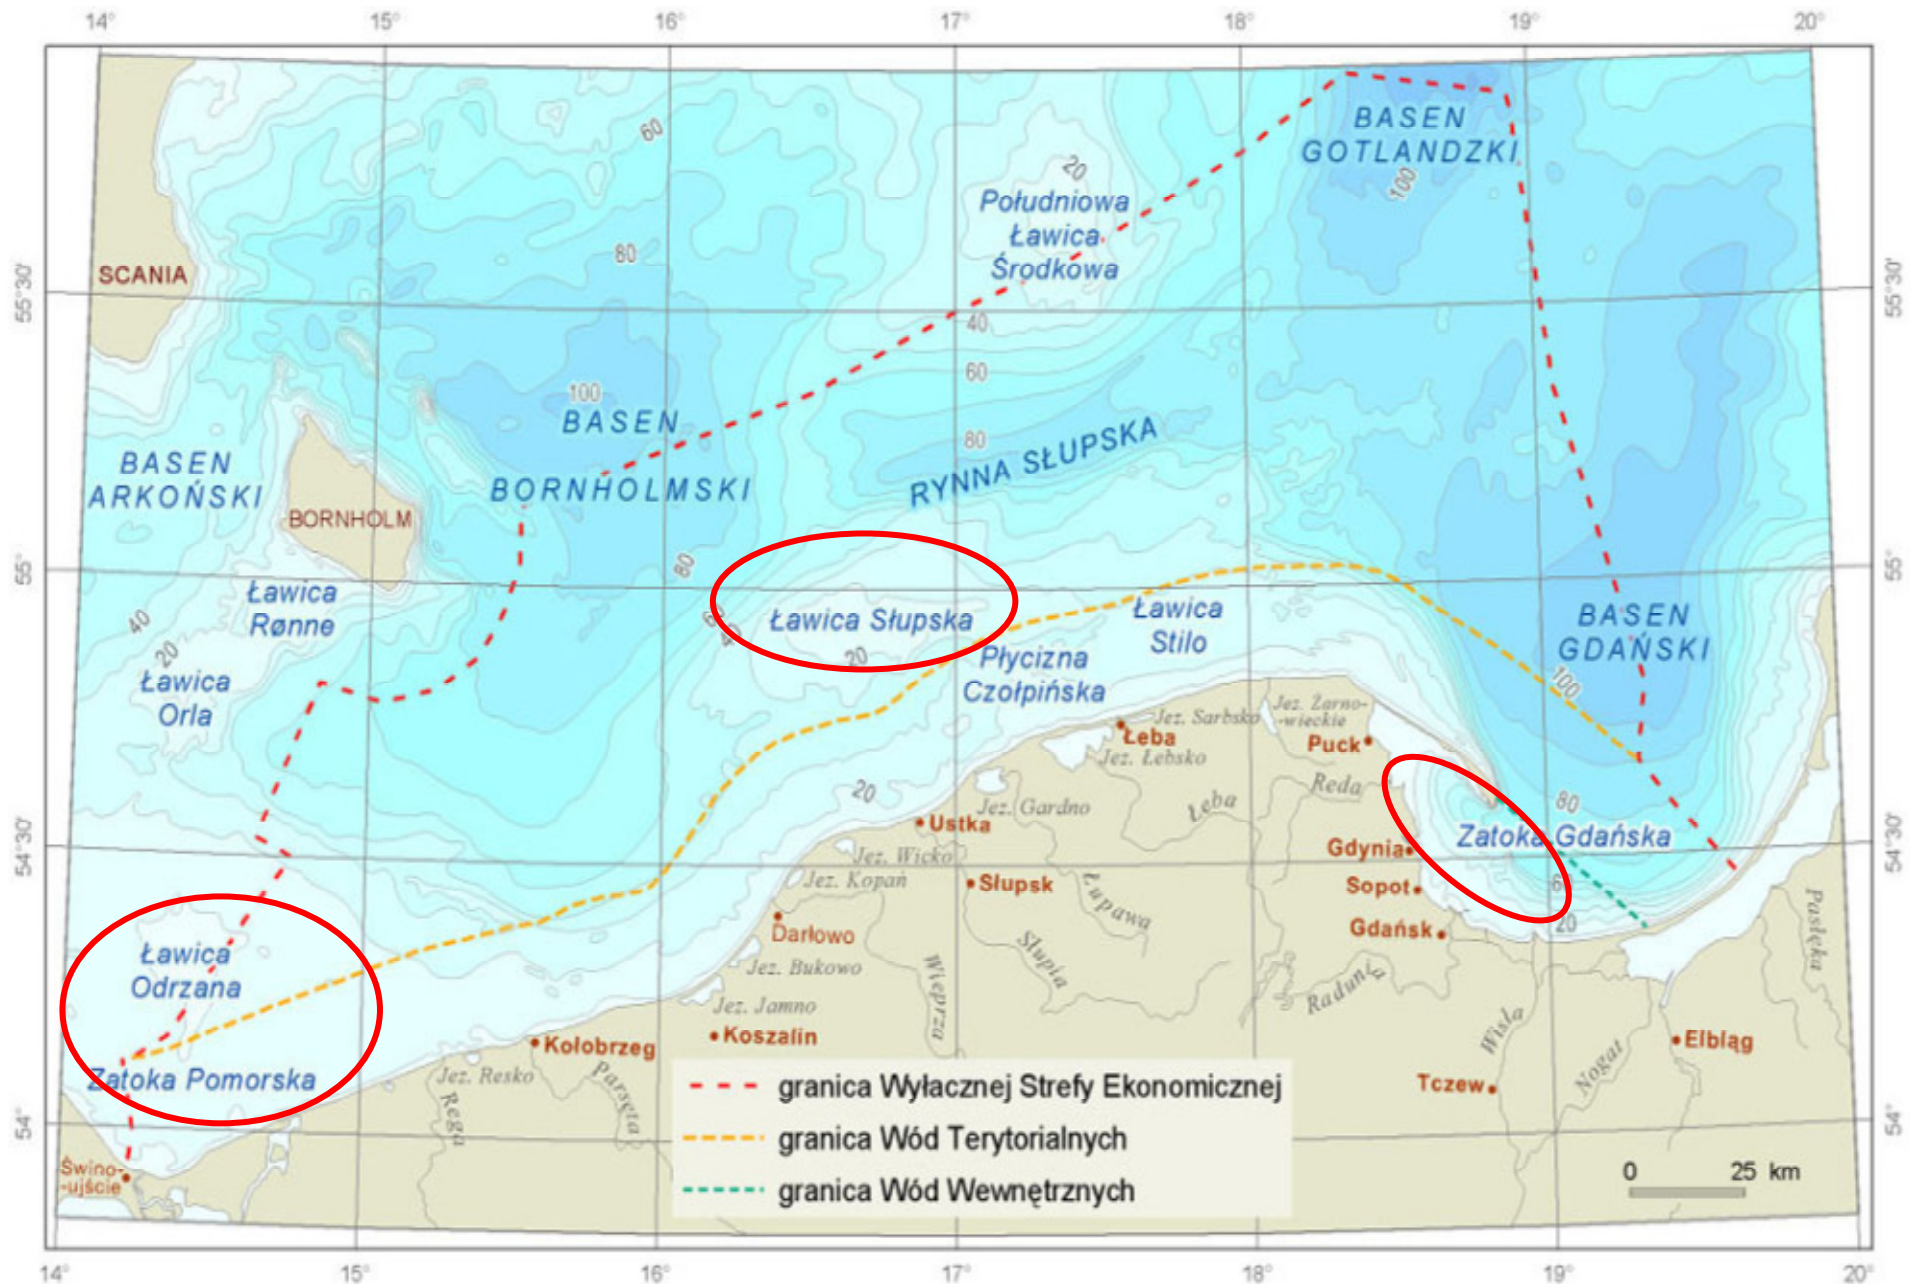 14°
15°
16°
17°
18°
19°
20°
60
20
BASEN
GOTLANDZKI
100
Południowa
Ławica
Środkowa
80
SCANIA
55°30'
55°30'
40
60
100
BASEN
BORNHOLMSKI
80
RYNNA SŁUPSKA
BASEN
ARKOŃSKI
BORNHOLM
55°
55°
80
Ławica
Rønne
40
20
Ławica
Orla
60
40
Ławica Słupska
20
Ławica
Stilo
Płycizna
Czołpińska
BASEN
GDAŃSKI
100
Jez. Sarbsko
Łeba
Jez. Łebsko
Jez. Żarno-
-wieckie
Puck
Reda
Łeba
20
Jez. Gardno
Ustka
80
Zatoka Gdańska
54°30'
54°30'
Gdynia
Jez. Wicko
Jez. Kopań
Słupsk
Łupawa
Sopot
60
20
Gdańsk
Pasłęka
Darłowo
Jez. Bukowo
Wieprza
Słupia
Radunia
Ławica
Odrzana
Jez. Jamno
Koszalin
Wisła
Nogat
Elbląg
Kołobrzeg
Zatoka Pomorska
Jez. Resko
Rega
Parsęta
Tczew
54°
54°
Świno-
-ujście
granica Wyłacznej Strefy Ekonomicznej
granica Wód Terytorialnych
granica Wód Wewnętrznych
0 25 km
14°
15°
16°
17°
18°
19°
20°